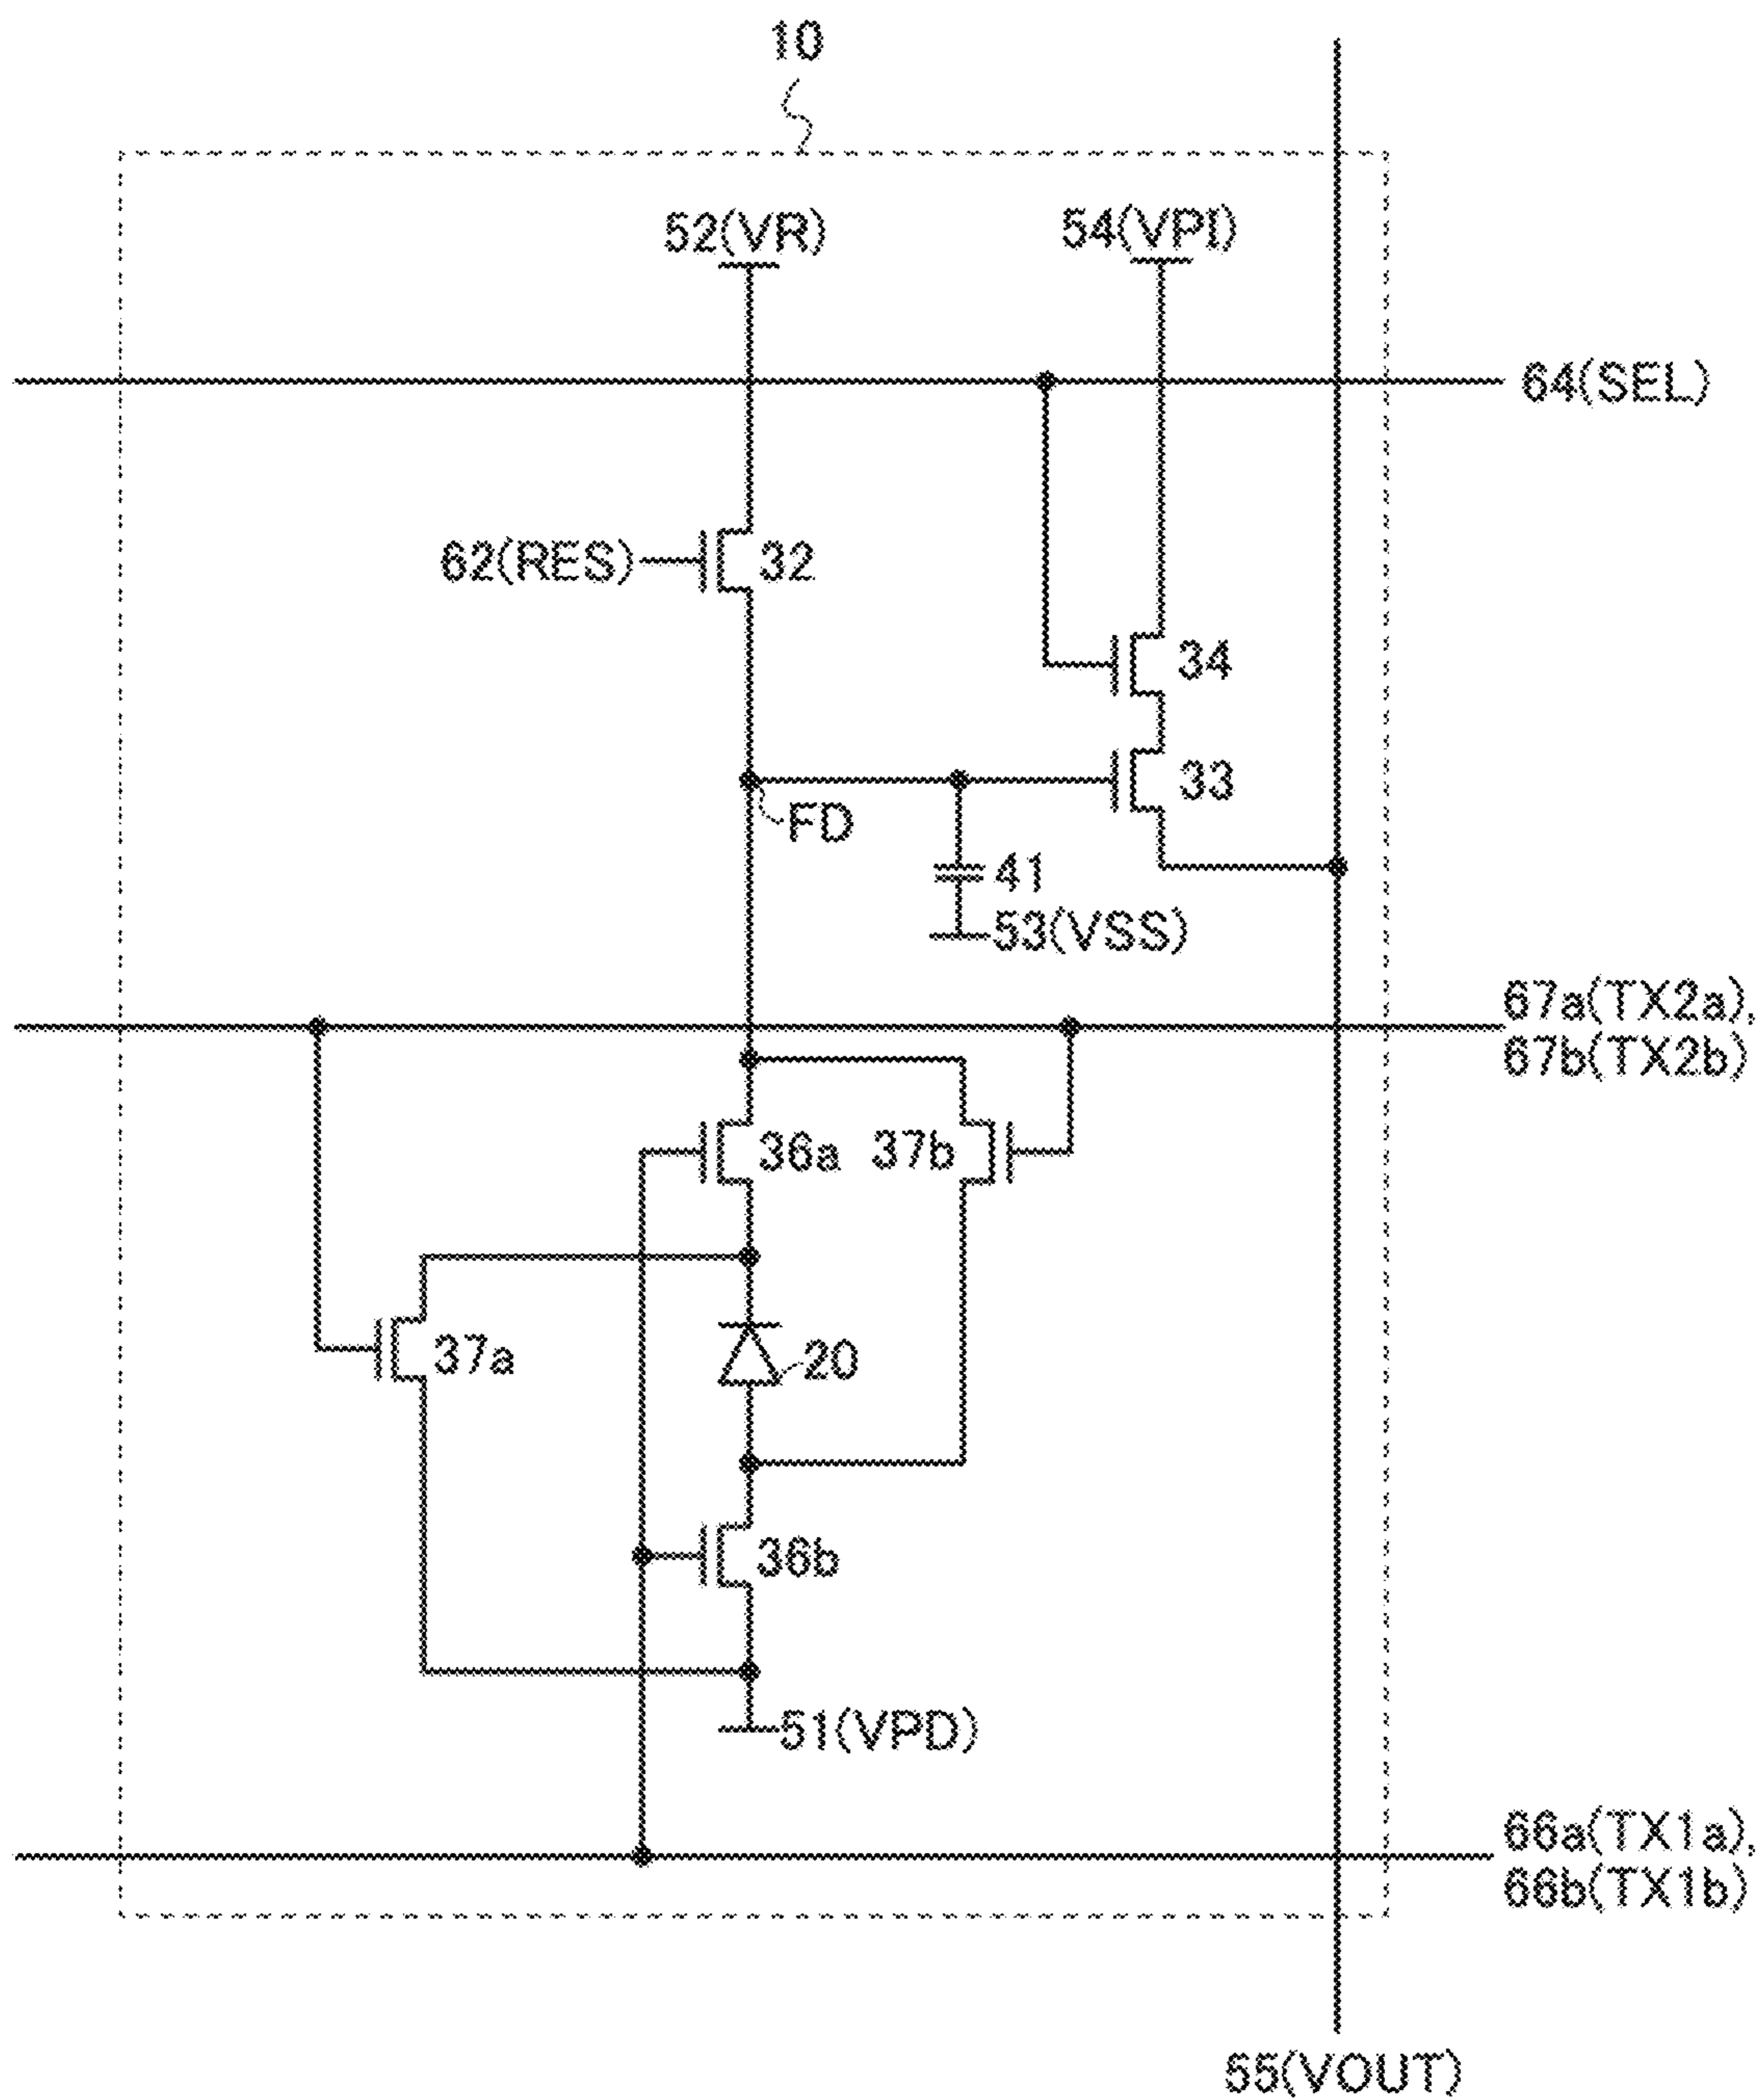 10
52(VR)
54(VPI)
64(SEL)
62(RES)
32
34
33
FD
41
53(VSS)
67a(TX2a),
67b(TX2b)
36a
37b
37a
20
36b
51(VPD)
66a(TX1a),
66b(TX1b)
55(VOUT)